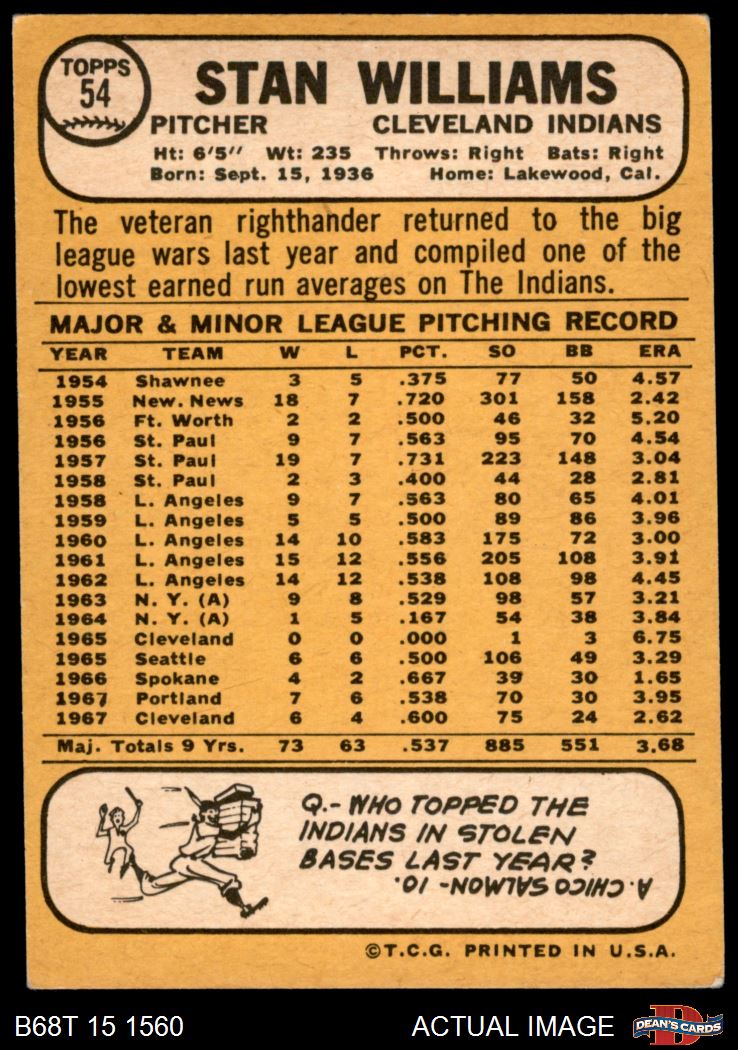 TOPPS
54
STAN WILLIAMS
PITCHER CLEVELAND INDIANS
Ht: 6'5" Wt: 235 Throws: Right Bats: Right
Born: Sept. 15, 1936 Home: Lakewood, Cal.
The veteran righthander returned to the big
league wars last year and compiled one of the
lowest earned run averages on The Indians.
MAJOR & MINOR LEAGUE PITCHING RECORD
YEAR TEAM W L PCT. SO BB ERA
1954 Shawnee 3 5 .375 77 50 4.57
1955 New. News 18 7 .720 301 158 2.42
1956 Ft. Worth 2 2 .500 46 32 5.20
1956 St. Paul 9 7 .563 95 70 4.54
1957 St. Paul 19 7 .731 223 148 3.04
1958 St. Paul 2 3 .400 44 28 2.81
1958 L. Angeles 9 7 .563 80 65 4.01
1959 L. Angeles 5 5 .500 89 86 3.96
1960 L. Angeles 14 10 .583 175 72 3.00
1961 L. Angeles 15 12 .556 205 108 3.91
1962 L. Angeles 14 12 .538 108 98 4.45
1963 N. Y. (A) 9 8 .529 98 57 3.21
1964 N. Y. (A) 1 5 .167 54 38 3.84
1965 Cleveland 0 0 .000 1 3 6.75
1965 Seattle 6 6 .500 106 49 3.29
1966 Spokane 4 2 .667 39 30 1.65
1967 Portland 7 6 .538 70 30 3.95
1967 Cleveland 6 4 .600 75 24 2.62
Maj. Totals 9 Yrs. 73 63 .537 885 551 3.68
Q.- WHO TOPPED THE
INDIANS IN STOLEN
BASES LAST YEAR?
A. CHICO SALMON- 10.
©T.C.G. PRINTED IN U.S.A.
B68T 15 1560 ACTUAL IMAGE
D
DEAN'S CARDS